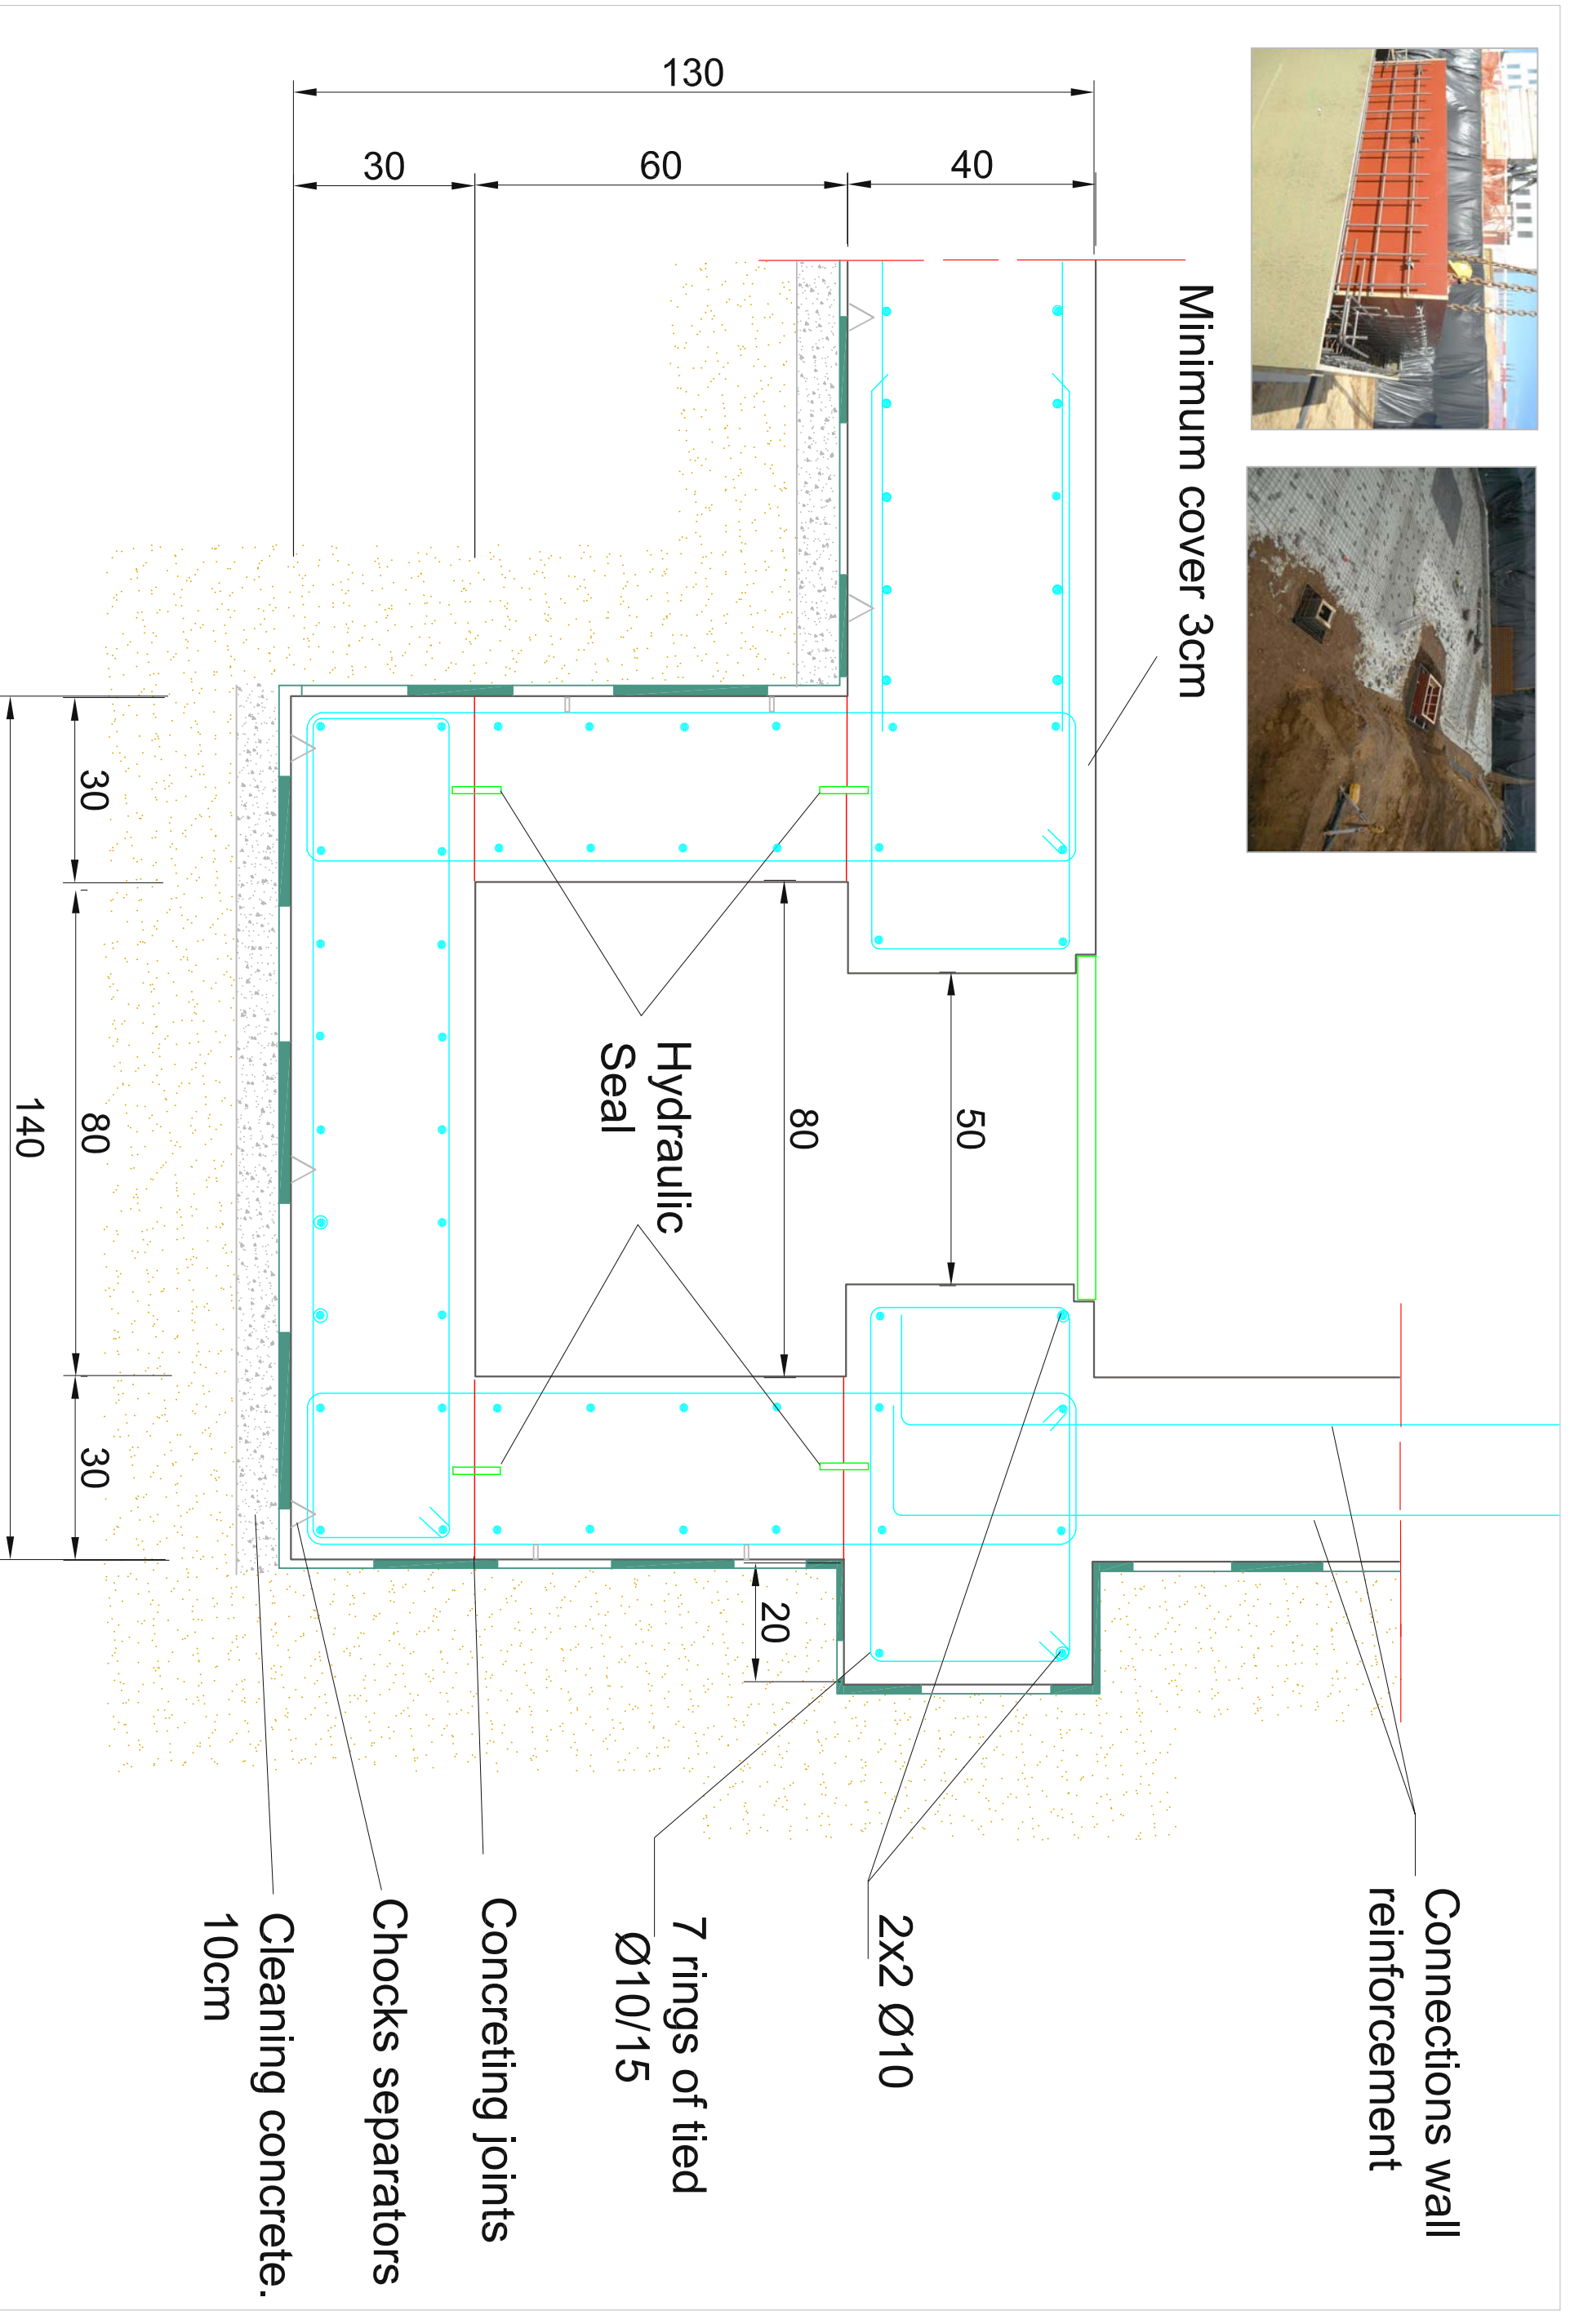 Minimum cover 3cm
130
30
60
40
Connections wall
reinforcement
50
80
Hydraulic
Seal
20
2x2 Ø10
7 rings of tied
Ø10/15
Concreting joints
Chocks separators
Cleaning concrete.
10cm
30
80
30
140